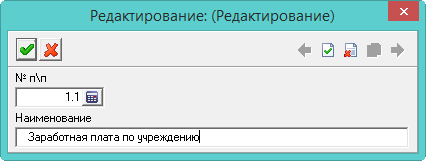 Редактирование: (Редактирование)
№ п\п
1.1
Наименование
Заработная плата по учреждению